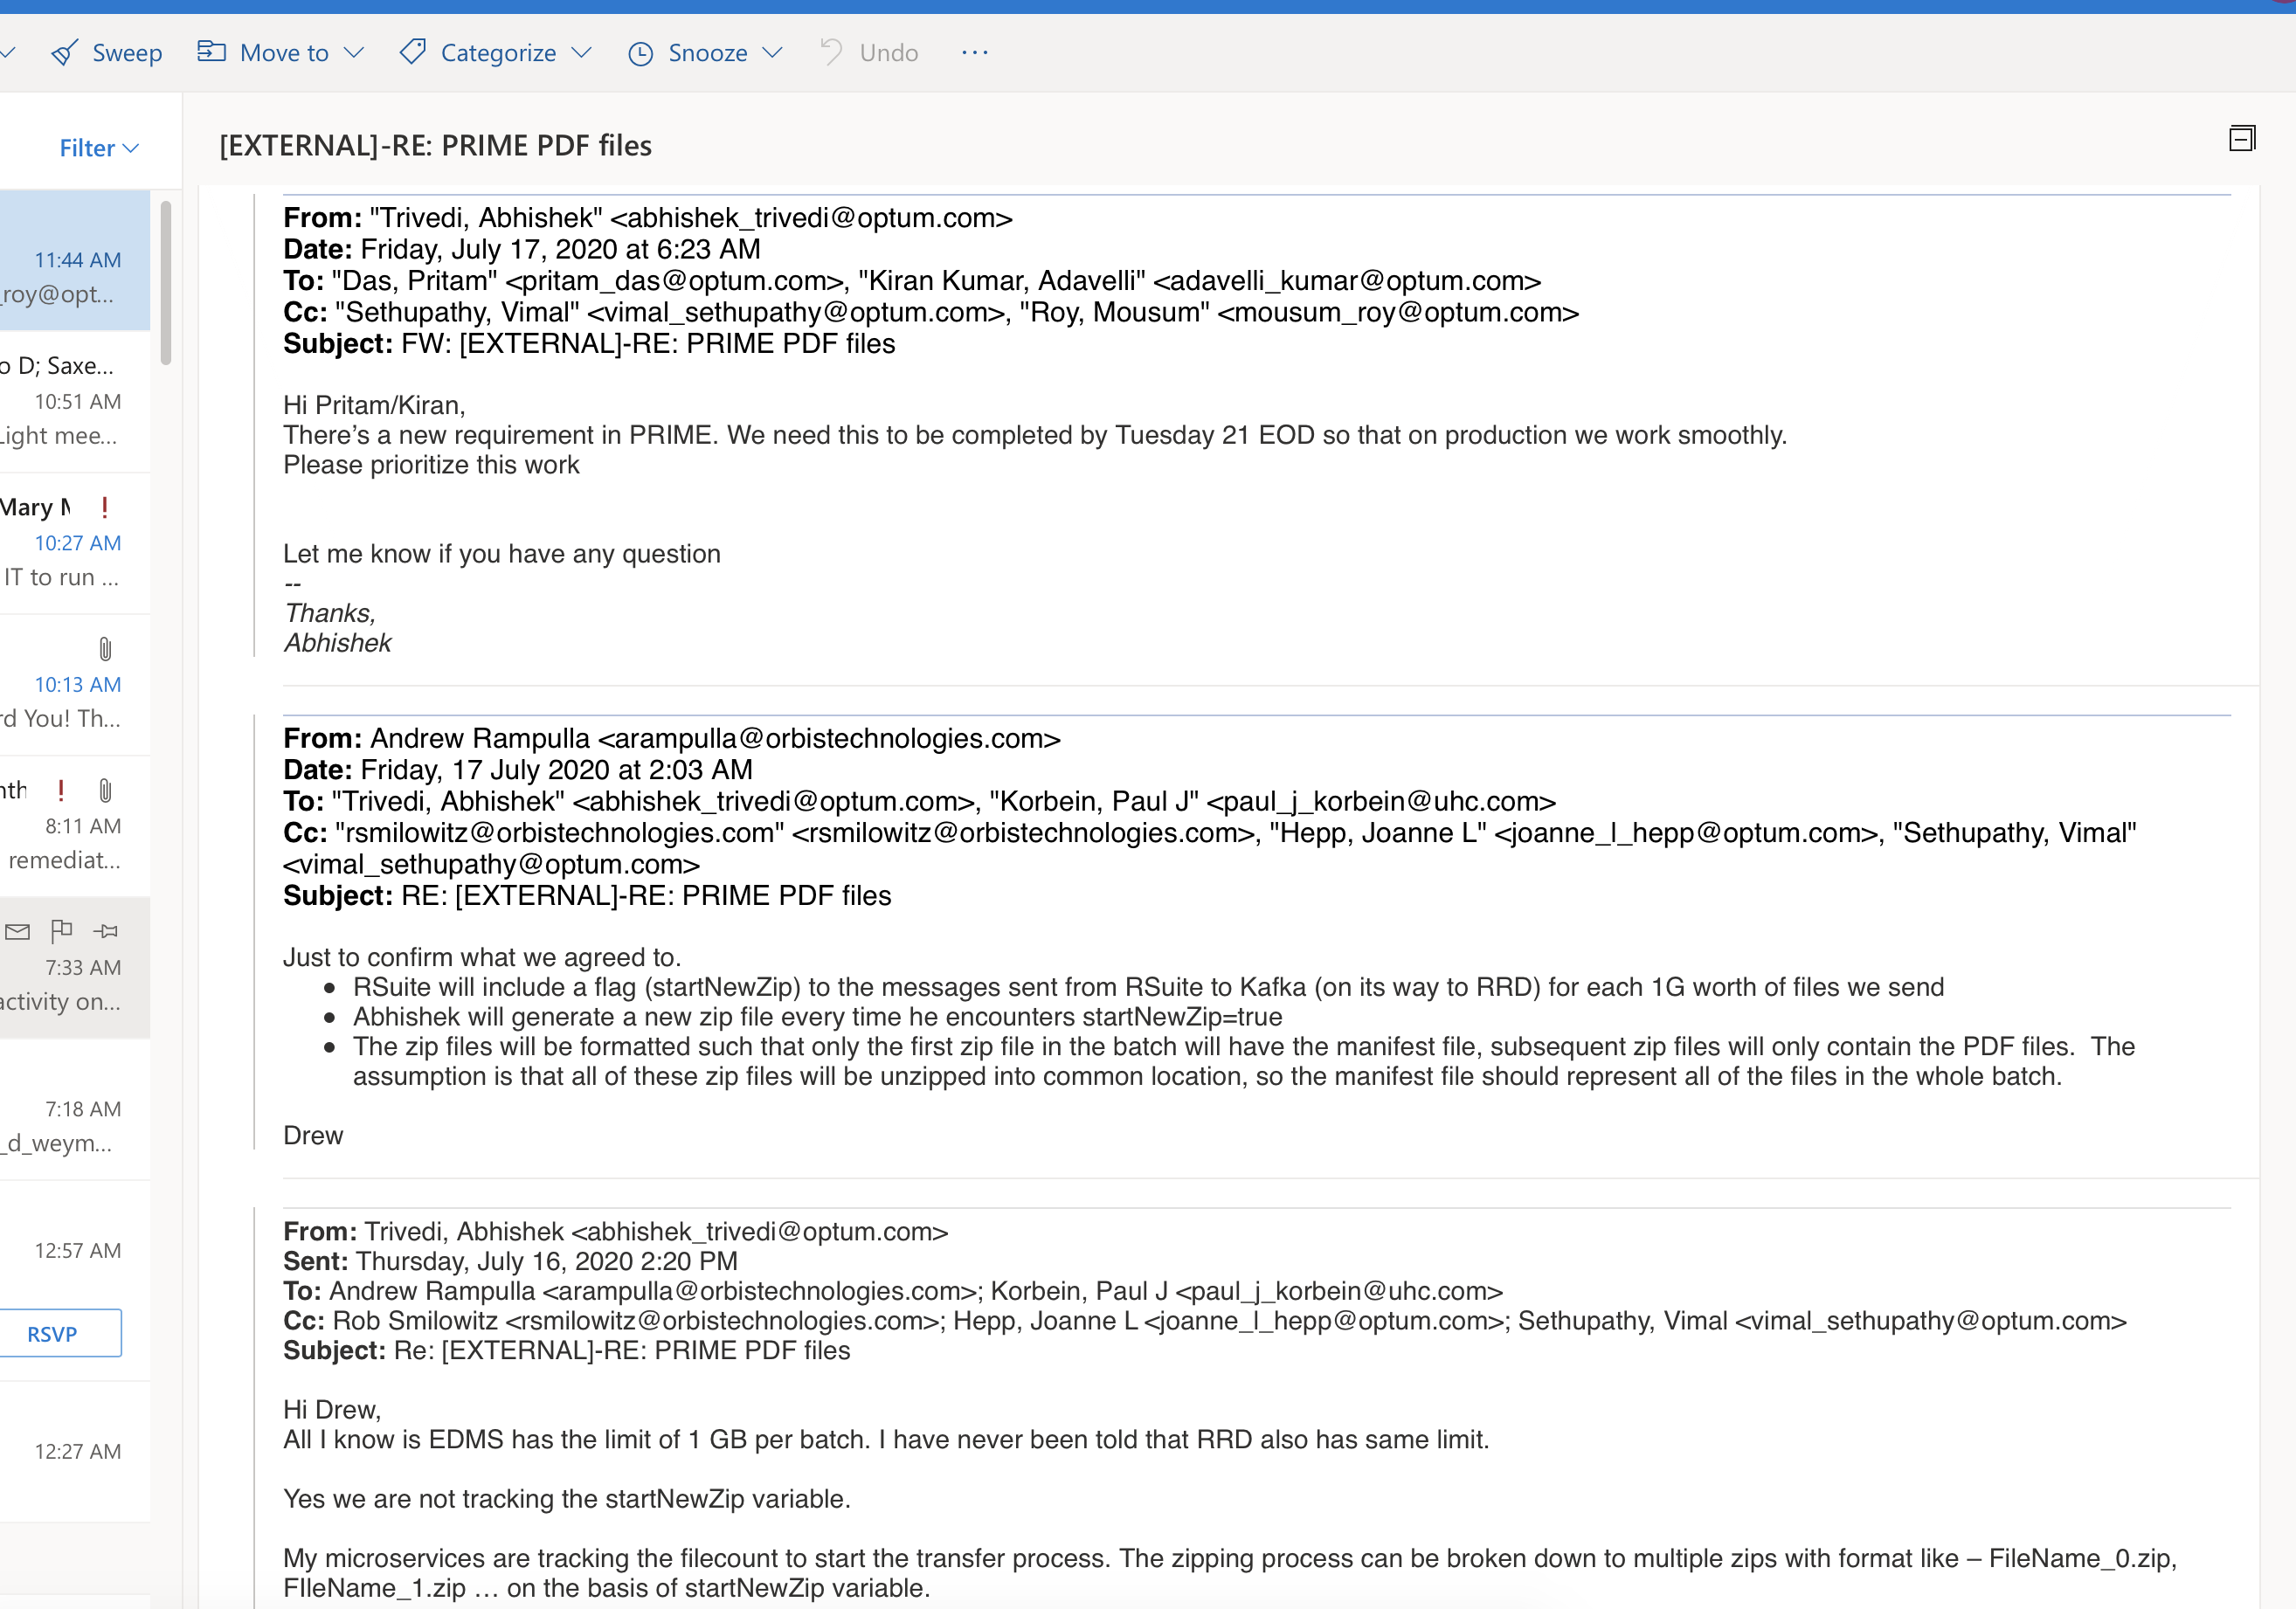 Sweep Move to Categorize Snooze Undo ...
Filter
[EXTERNAL]-RE: PRIME PDF files
11:44 AM
_roy@opt...
o D; Saxe...
10:51 AM
Light mee...
Mary M !
10:27 AM
IT to run ...
10:13 AM
rd You! Th...
nth !
8:11 AM
remediat...
7:33 AM
activity on...
7:18 AM
_d_weym...
12:57 AM
RSVP
12:27 AM
From: "Trivedi, Abhishek" <abhishek_trivedi@optum.com>
Date: Friday, July 17, 2020 at 6:23 AM
To: "Das, Pritam" <pritam_das@optum.com>, "Kiran Kumar, Adavelli" <adavelli_kumar@optum.com>
Cc: "Sethupathy, Vimal" <vimal_sethupathy@optum.com>, "Roy, Mousum" <mousum_roy@optum.com>
Subject: FW: [EXTERNAL]-RE: PRIME PDF files
Hi Pritam/Kiran,
There’s a new requirement in PRIME. We need this to be completed by Tuesday 21 EOD so that on production we work smoothly.
Please prioritize this work
Let me know if you have any question
--
Thanks,
Abhishek
From: Andrew Rampulla <arampulla@orbistechnologies.com>
Date: Friday, 17 July 2020 at 2:03 AM
To: "Trivedi, Abhishek" <abhishek_trivedi@optum.com>, "Korbein, Paul J" <paul_j_korbein@uhc.com>
Cc: "rsmilowitz@orbistechnologies.com" <rsmilowitz@orbistechnologies.com>, "Hepp, Joanne L" <joanne_l_hepp@optum.com>, "Sethupathy, Vimal"
<vimal_sethupathy@optum.com>
Subject: RE: [EXTERNAL]-RE: PRIME PDF files
Just to confirm what we agreed to.
• RSuite will include a flag (startNewZip) to the messages sent from RSuite to Kafka (on its way to RRD) for each 1G worth of files we send
• Abhishek will generate a new zip file every time he encounters startNewZip=true
• The zip files will be formatted such that only the first zip file in the batch will have the manifest file, subsequent zip files will only contain the PDF files. The
assumption is that all of these zip files will be unzipped into common location, so the manifest file should represent all of the files in the whole batch.
Drew
From: Trivedi, Abhishek <abhishek_trivedi@optum.com>
Sent: Thursday, July 16, 2020 2:20 PM
To: Andrew Rampulla <arampulla@orbistechnologies.com>; Korbein, Paul J <paul_j_korbein@uhc.com>
Cc: Rob Smilowitz <rsmilowitz@orbistechnologies.com>; Hepp, Joanne L <joanne_l_hepp@optum.com>; Sethupathy, Vimal <vimal_sethupathy@optum.com>
Subject: Re: [EXTERNAL]-RE: PRIME PDF files
Hi Drew,
All I know is EDMS has the limit of 1 GB per batch. I have never been told that RRD also has same limit.
Yes we are not tracking the startNewZip variable.
My microservices are tracking the filecount to start the transfer process. The zipping process can be broken down to multiple zips with format like – FileName_0.zip,
FIleName_1.zip … on the basis of startNewZip variable.